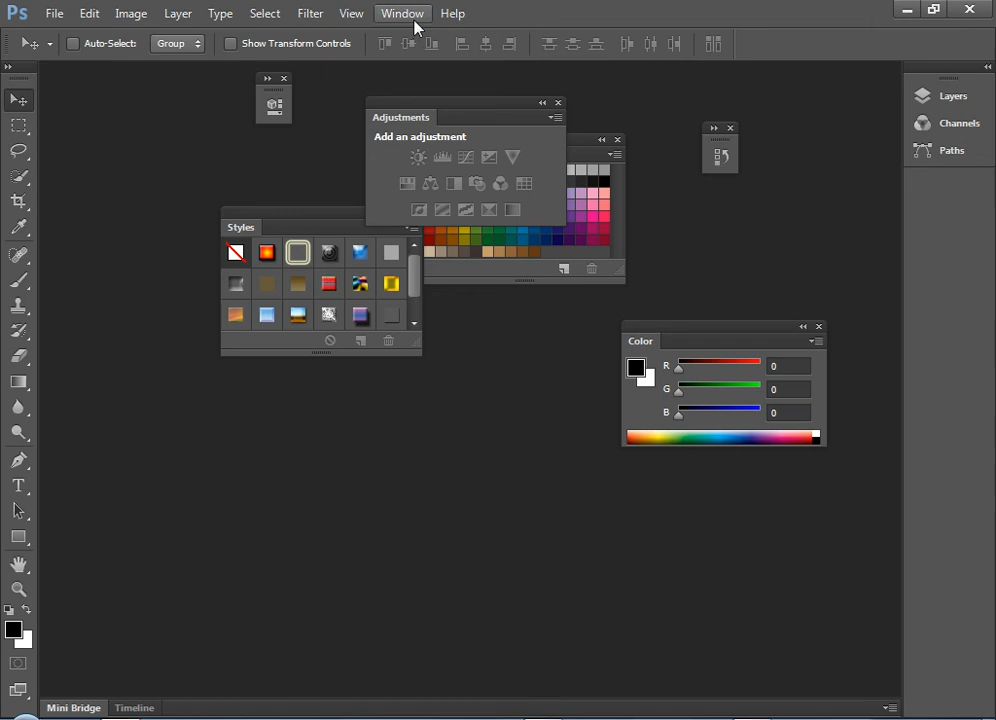 Ps File Edit Image Layer Type Select Filter View Window Help
Auto-Select: Group Show Transform Controls
Layers
Adjustments
Channels
Add an adjustment
Paths
Styles
Color
R 0
G 0
B 0
T
Mini Bridge Timeline